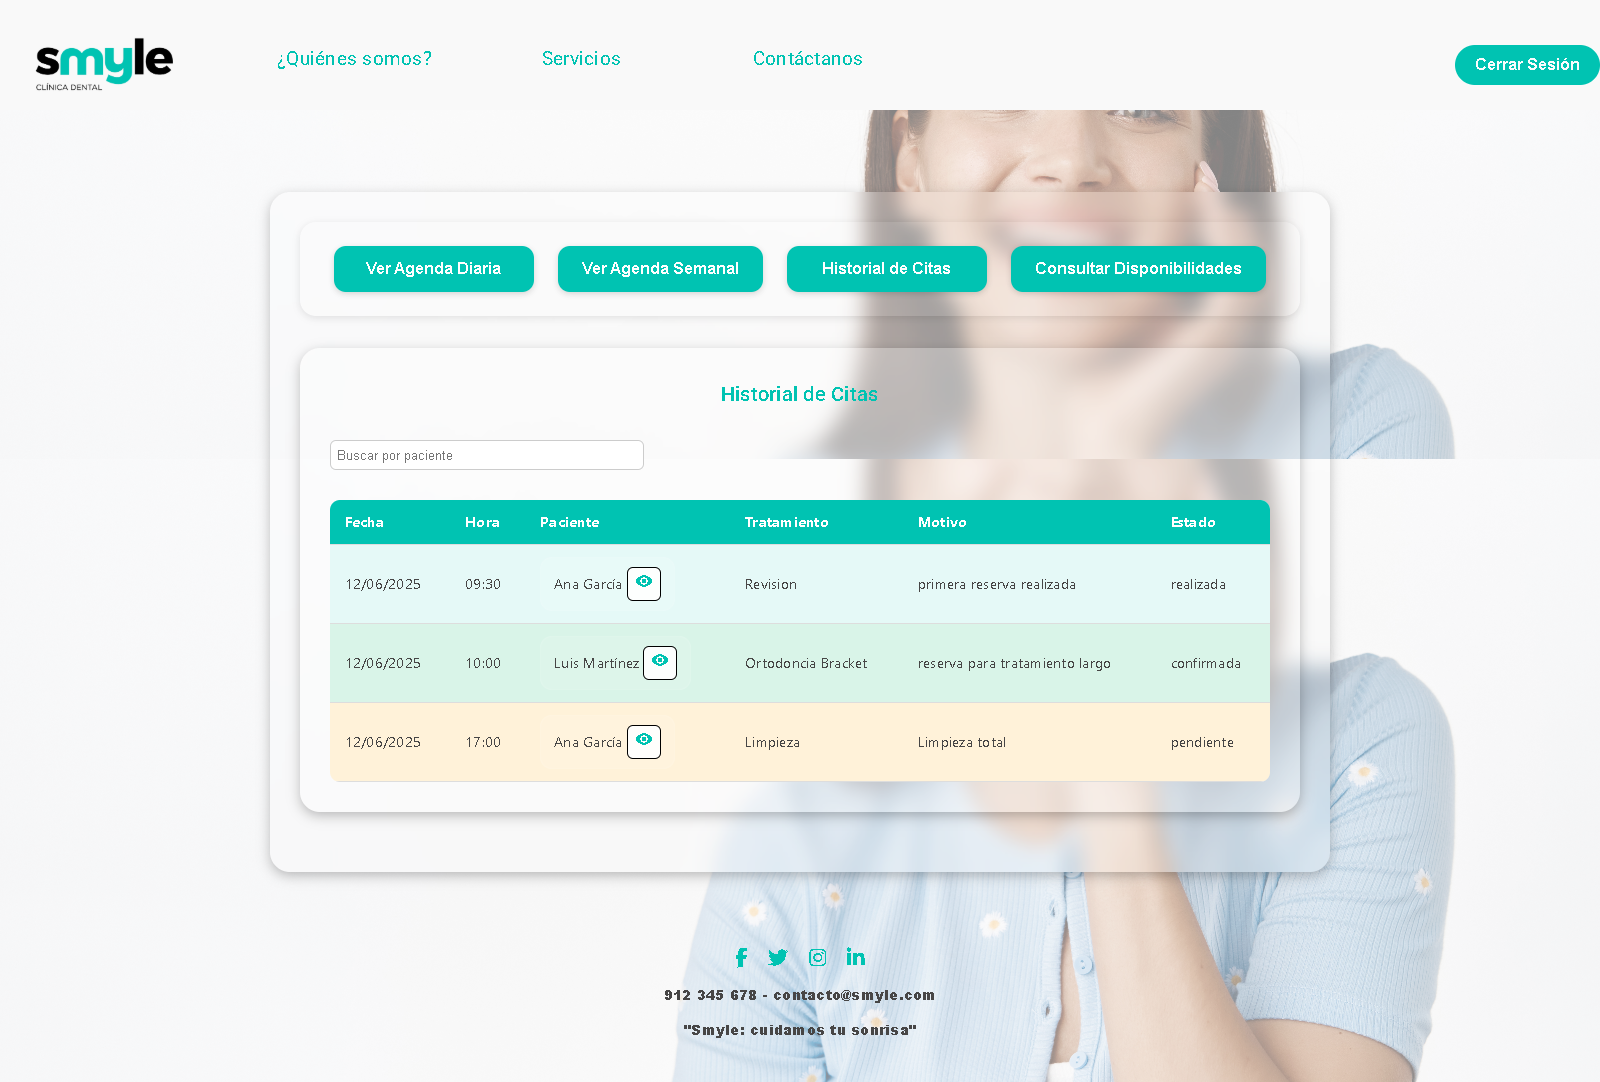 smyle
CLÍNICA DENTAL
¿Quiénes somos? Servicios Contáctanos Cerrar Sesión
Ver Agenda Diaria Ver Agenda Semanal Historial de Citas Consultar Disponibilidades
Historial de Citas
Buscar por paciente
Fecha Hora Paciente Tratamiento Motivo Estado
12/06/2025 09:30 Ana García Revision primera reserva realizada realizada
12/06/2025 10:00 Luis Martínez Ortodoncia Bracket reserva para tratamiento largo confirmada
12/06/2025 17:00 Ana García Limpieza Limpieza total pendiente
912 345 678 - contacto@smyle.com
"Smyle: cuidamos tu sonrisa"